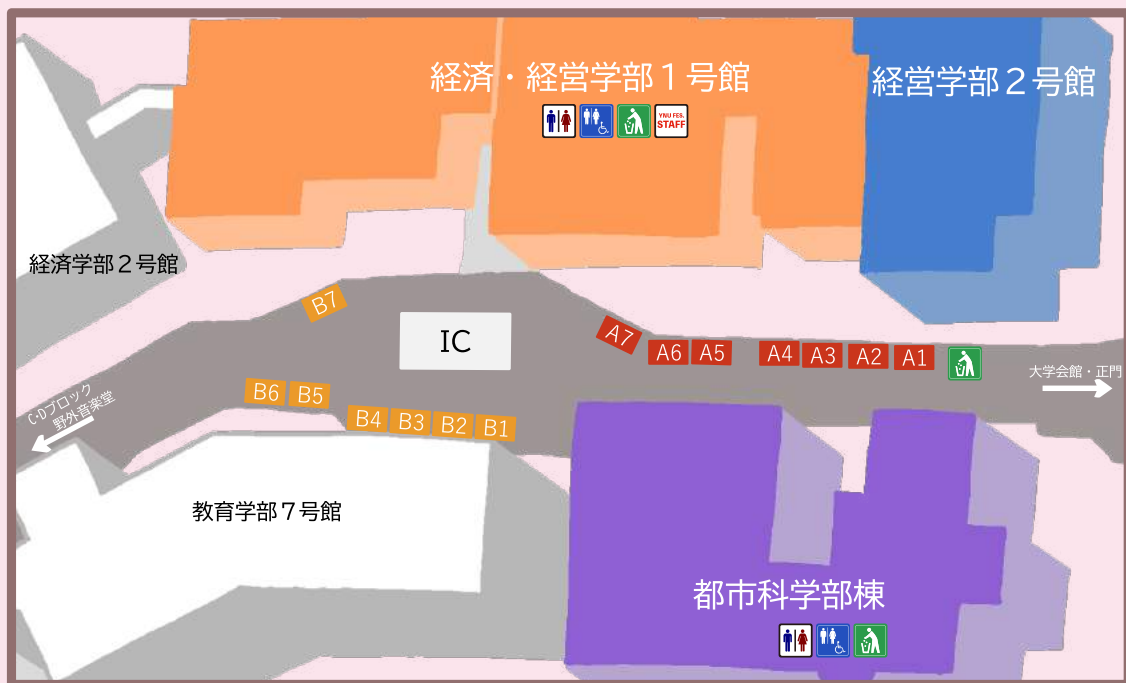 経済・経営学部１号館
経営学部２号館
YNU FES.
STAFF
経済学部２号館
B7
IC
A7
A6
A5
A4
A3
A2
A1
大学会館・正門
B6
B5
B4
B3
B2
B1
C・Dブロック
野外音楽堂
教育学部７号館
都市科学部棟